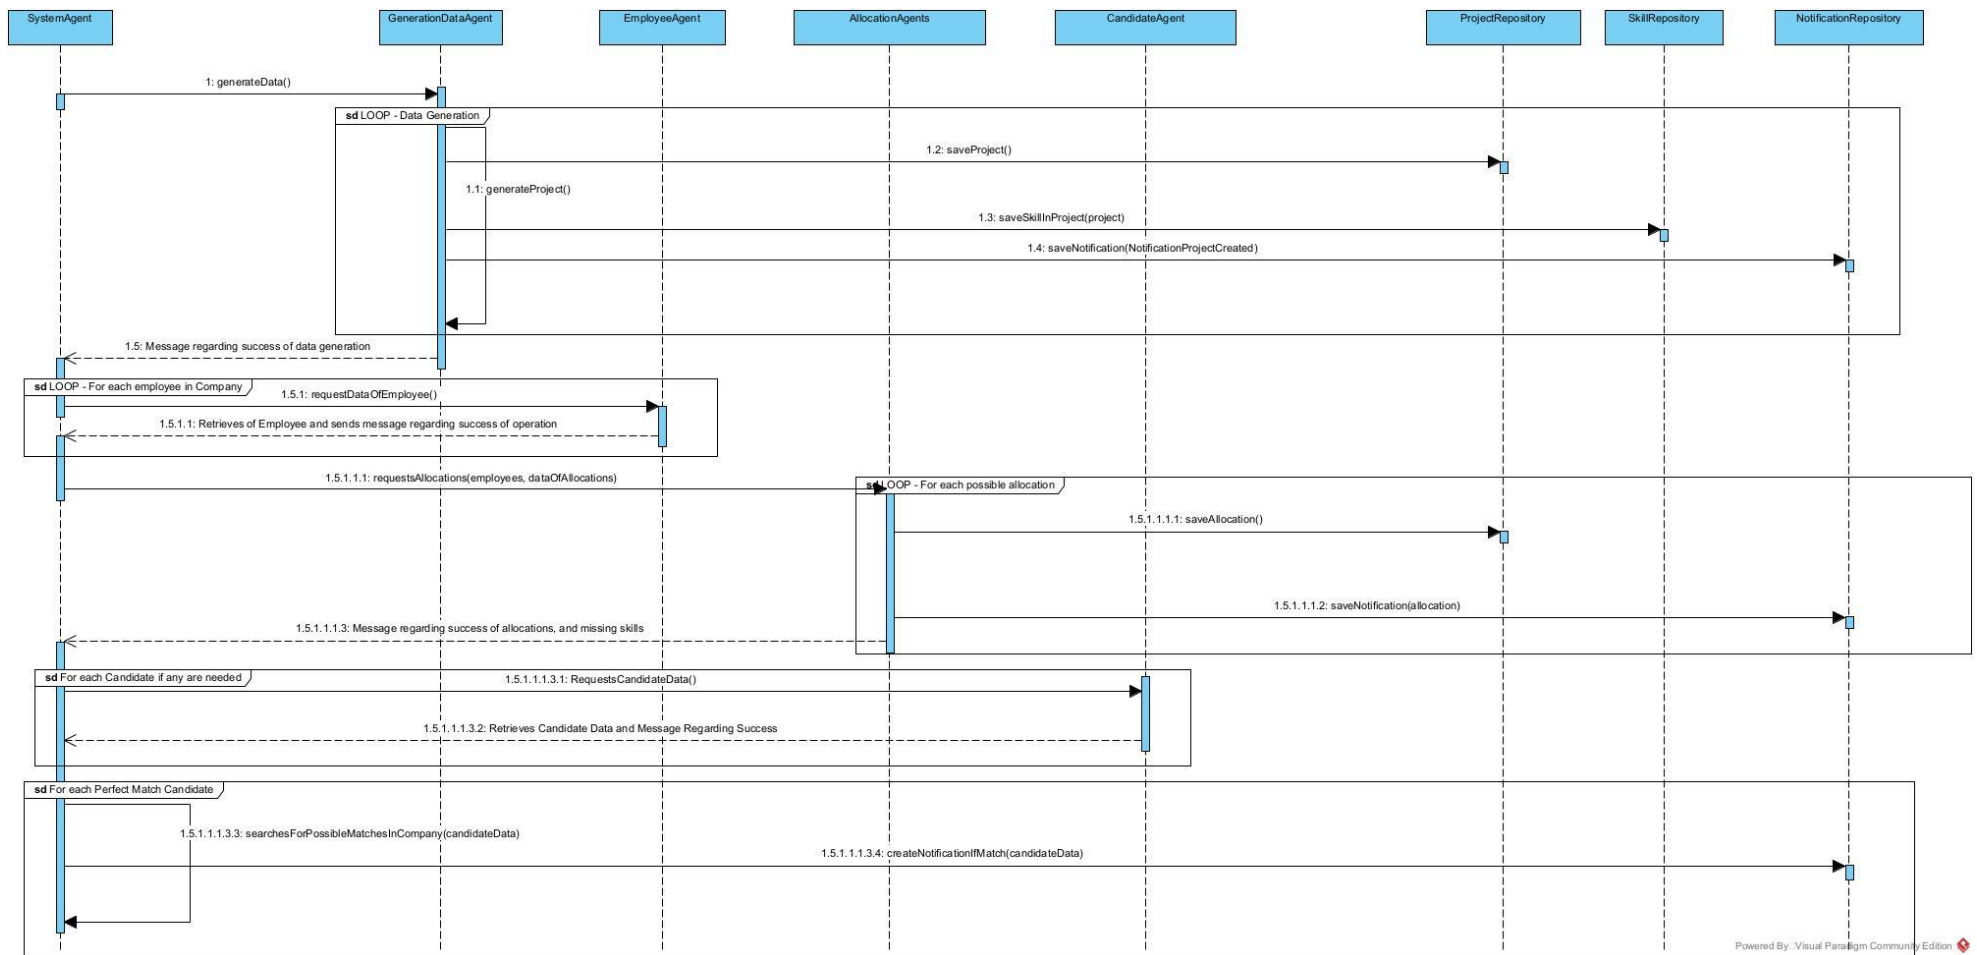 SystemAgent
GenerationDataAgent
EmployeeAgent
AllocationAgents
CandidateAgent
ProjectRepository
SkillRepository
NotificationRepository
1: generateData()
sd LOOP - Data Generation
1.2: saveProject()
1.1: generateProject()
1.3: saveSkillInProject(project)
1.4: saveNotification(NotificationProjectCreated)
1.5: Message regarding success of data generation
sd LOOP - For each employee in Company
1.5.1: requestDataOfEmployee()
1.5.1.1: Retrieves of Employee and sends message regarding success of operation
1.5.1.1.1: requestsAllocations(employees, dataOfAllocations)
sd LOOP - For each possible allocation
1.5.1.1.1.1: saveAllocation()
1.5.1.1.1.2: saveNotification(allocation)
1.5.1.1.1.3: Message regarding success of allocations, and missing skills
sd For each Candidate if any are needed
1.5.1.1.1.3.1: RequestsCandidateData()
1.5.1.1.1.3.2: Retrieves Candidate Data and Message Regarding Success
sd For each Perfect Match Candidate
1.5.1.1.1.3.3: searchesForPossibleMatchesInCompany(candidateData)
1.5.1.1.1.3.4: createNotificationIfMatch(candidateData)
Powered By Visual Paradigm Community Edition